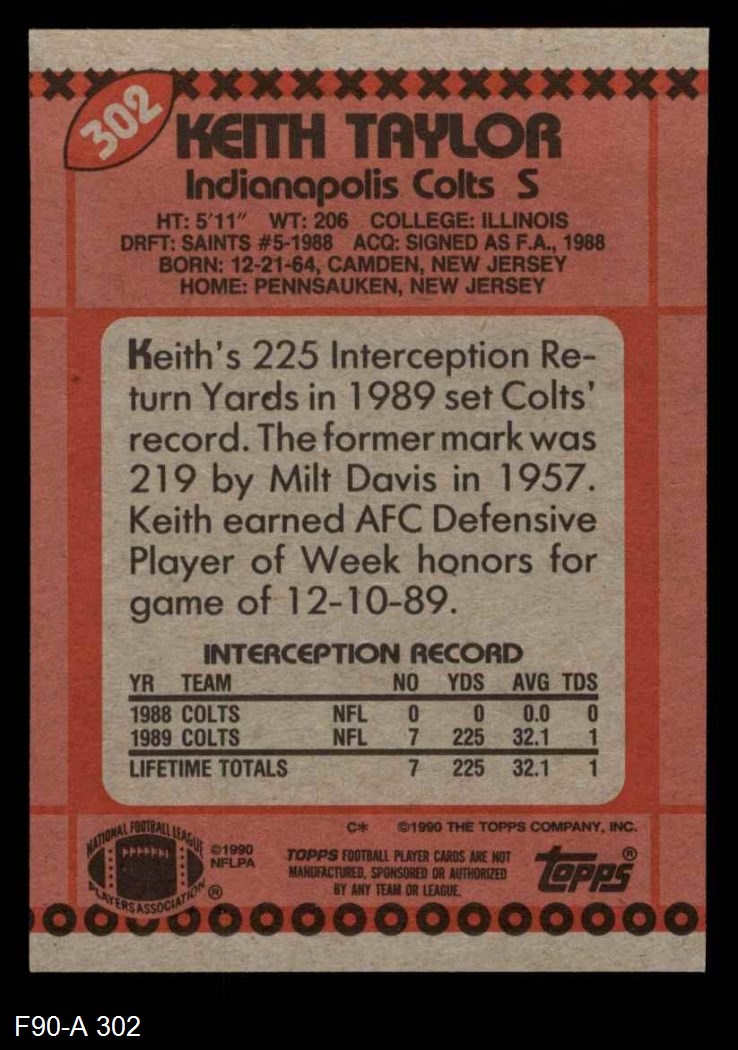 302
KEITH TAYLOR
Indianapolis Colts S
HT: 5'11" WT: 206 COLLEGE: ILLINOIS
DRFT: SAINTS #5-1988 ACQ: SIGNED AS F.A., 1988
BORN: 12-21-64, CAMDEN, NEW JERSEY
HOME: PENNSAUKEN, NEW JERSEY
Keith's 225 Interception Re-
turn Yards in 1989 set Colts'
record. The former mark was
219 by Milt Davis in 1957.
Keith earned AFC Defensive
Player of Week honors for
game of 12-10-89.
INTERCEPTION RECORD
YR TEAM NO YDS AVG TDS
1988 COLTS NFL 0 0 0.0 0
1989 COLTS NFL 7 225 32.1 1
LIFETIME TOTALS 7 225 32.1 1
C* ©1990 THE TOPPS COMPANY, INC.
NATIONAL FOOTBALL LEAGUE
PLAYERS ASSOCIATION ®
©1990
NFLPA
TOPPS FOOTBALL PLAYER CARDS ARE NOT
MANUFACTURED, SPONSORED OR AUTHORIZED
BY ANY TEAM OR LEAGUE.
topps®
F90-A 302